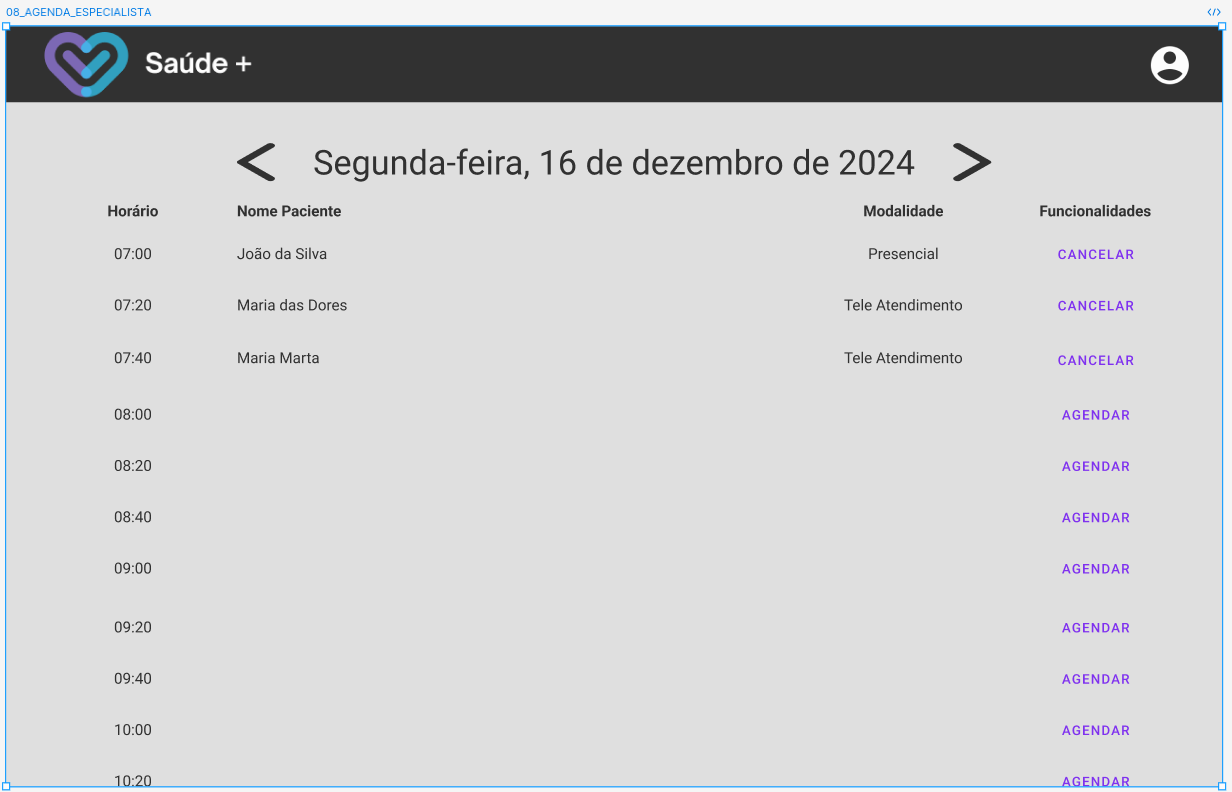 08_AGENDA_ESPECIALISTA </>
Saúde +
< Segunda-feira, 16 de dezembro de 2024 >
Horário Nome Paciente Modalidade Funcionalidades
07:00 João da Silva Presencial CANCELAR
07:20 Maria das Dores Tele Atendimento CANCELAR
07:40 Maria Marta Tele Atendimento CANCELAR
08:00 AGENDAR
08:20 AGENDAR
08:40 AGENDAR
09:00 AGENDAR
09:20 AGENDAR
09:40 AGENDAR
10:00 AGENDAR
10:20 AGENDAR